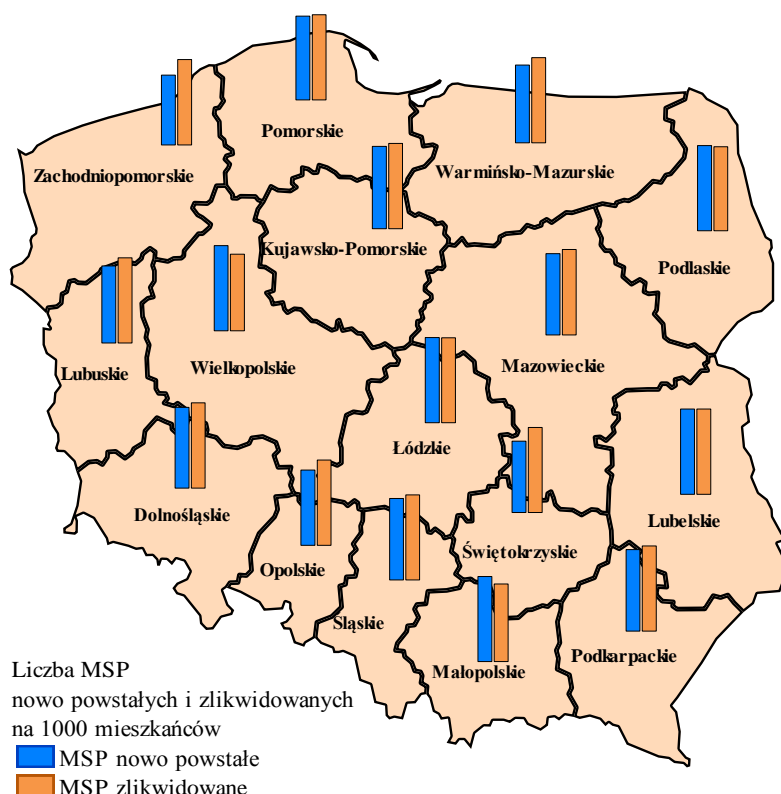 Pomorskie
Zachodniopomorskie
Warmińsko-Mazurskie
Kujawsko-Pomorskie
Podlaskie
Lubuskie
Wielkopolskie
Mazowieckie
Łódzkie
Dolnośląskie
Lubelskie
Opolskie
Świętokrzyskie
Śląskie
Małopolskie
Podkarpackie
Liczba MSP
nowo powstałych i zlikwidowanych
na 1000 mieszkańców
MSP nowo powstałe
MSP zlikwidowane